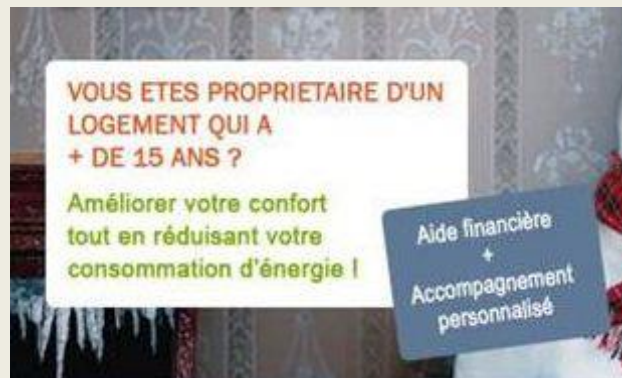 VOUS ETES PROPRIETAIRE D'UN
LOGEMENT QUI A
+ DE 15 ANS ?
Améliorer votre confort
tout en réduisant votre
consommation d'énergie !
Aide financière
+
Accompagnement
personnalisé